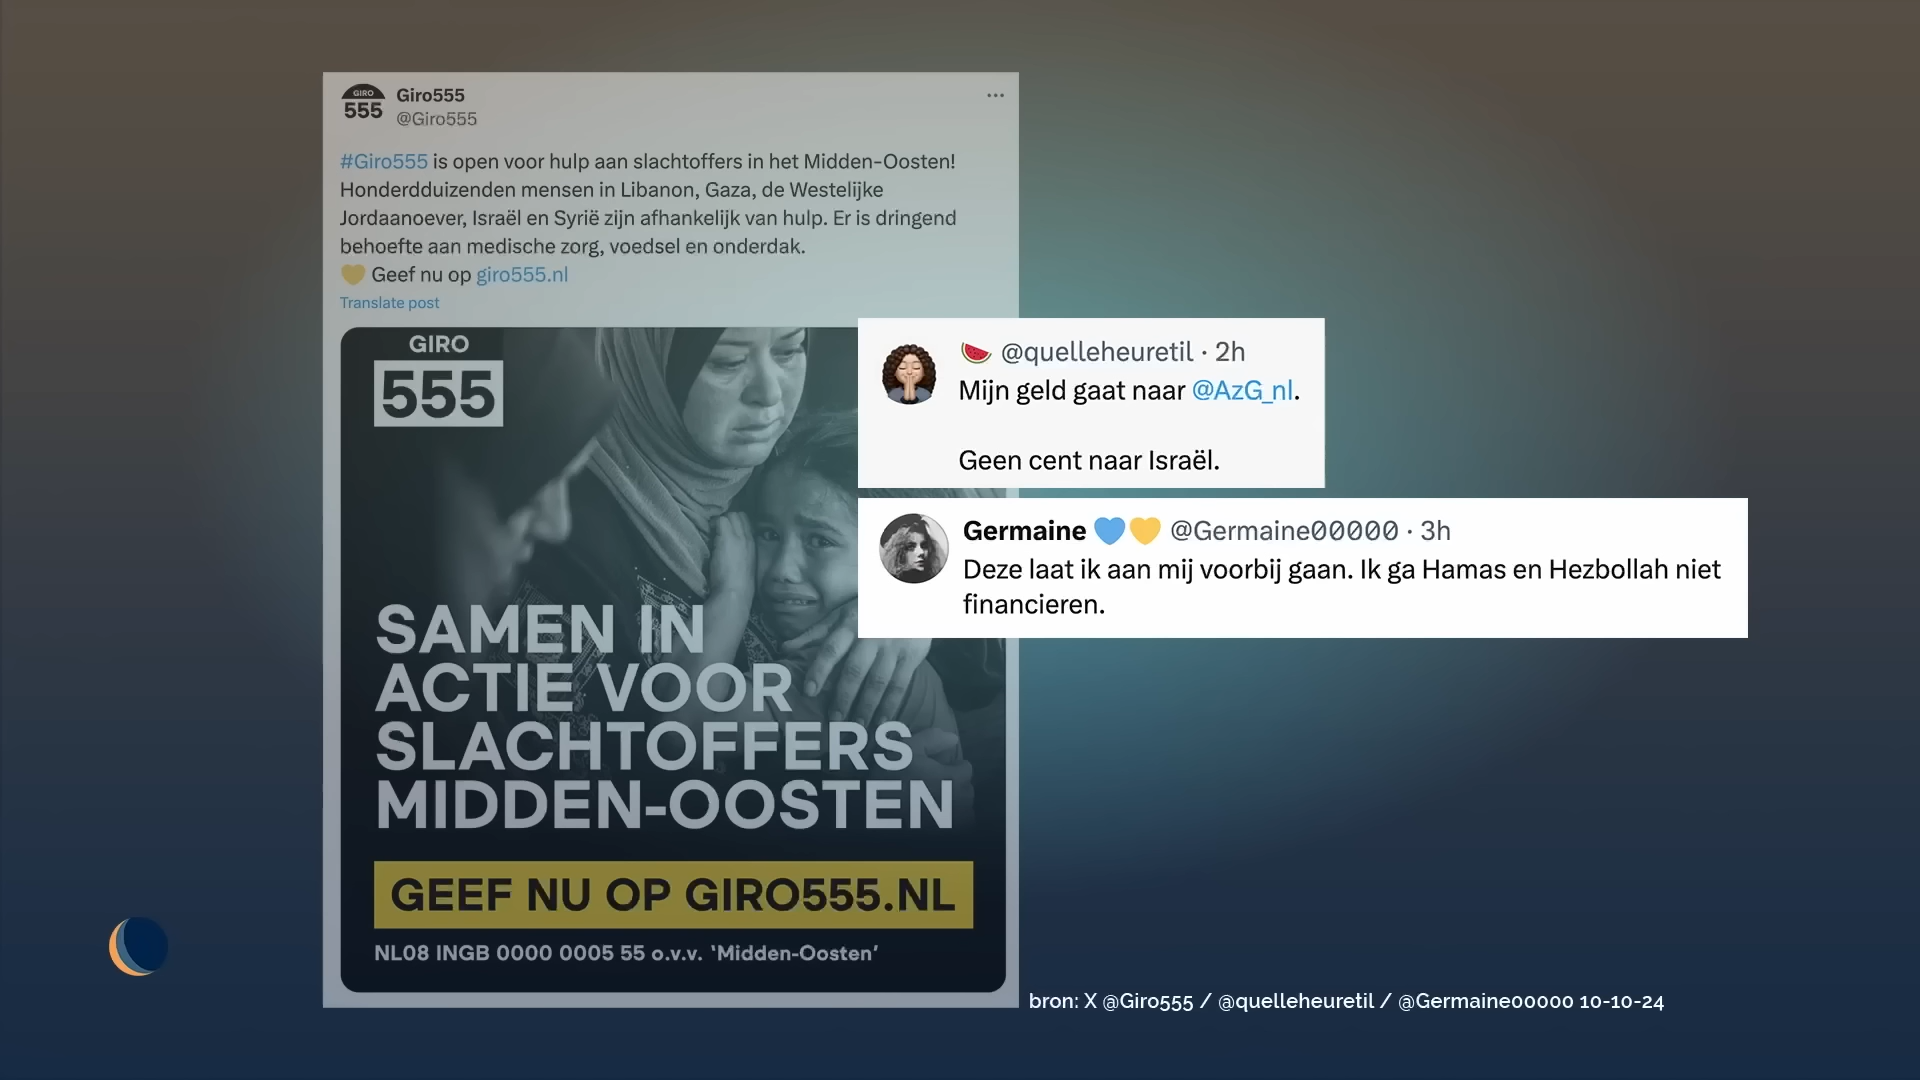 GIRO
555
Giro555
@Giro555
#Giro555 is open voor hulp aan slachtoffers in het Midden-Oosten!
Honderdduizenden mensen in Libanon, Gaza, de Westelijke
Jordaanoever, Israël en Syrië zijn afhankelijk van hulp. Er is dringend
behoefte aan medische zorg, voedsel en onderdak.
💛 Geef nu op giro555.nl
Translate post
GIRO
555
SAMEN IN
ACTIE VOOR
SLACHTOFFERS
MIDDEN-OOSTEN
GEEF NU OP GIRO555.NL
NL08 INGB 0000 0005 55 o.v.v. 'Midden-Oosten'
🍉 @quelleheuretil · 2h
Mijn geld gaat naar @AzG_nl.
Geen cent naar Israël.
Germaine 💙💛 @Germaine00000 · 3h
Deze laat ik aan mij voorbij gaan. Ik ga Hamas en Hezbollah niet
financieren.
bron: X @Giro555 / @quelleheuretil / @Germaine00000 10-10-24